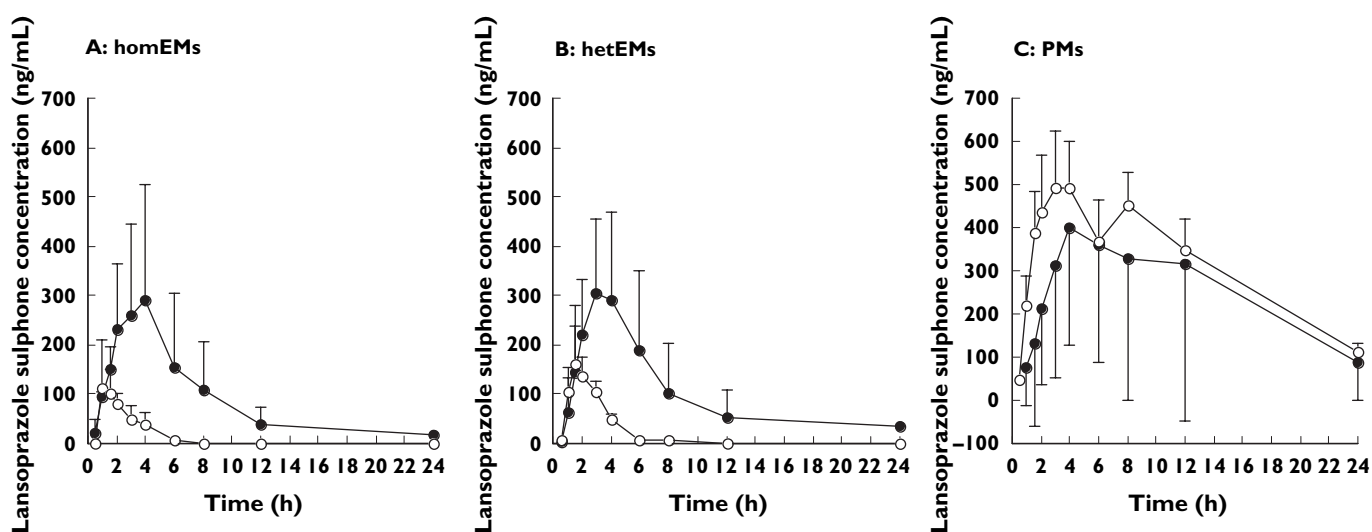 A: homEMs
Lansoprazole sulphone concentration (ng/mL)
700
600
500
400
300
200
100
0
0 2 4 6 8 10 12 14 16 18 20 22 24
Time (h)
B: hetEMs
Lansoprazole sulphone concentration (ng/mL)
700
600
500
400
300
200
100
0
0 2 4 6 8 10 12 14 16 18 20 22 24
Time (h)
C: PMs
Lansoprazole sulphone concentration (ng/mL)
700
600
500
400
300
200
100
0
−100
0 2 4 6 8 10 12 14 16 18 20 22 24
Time (h)